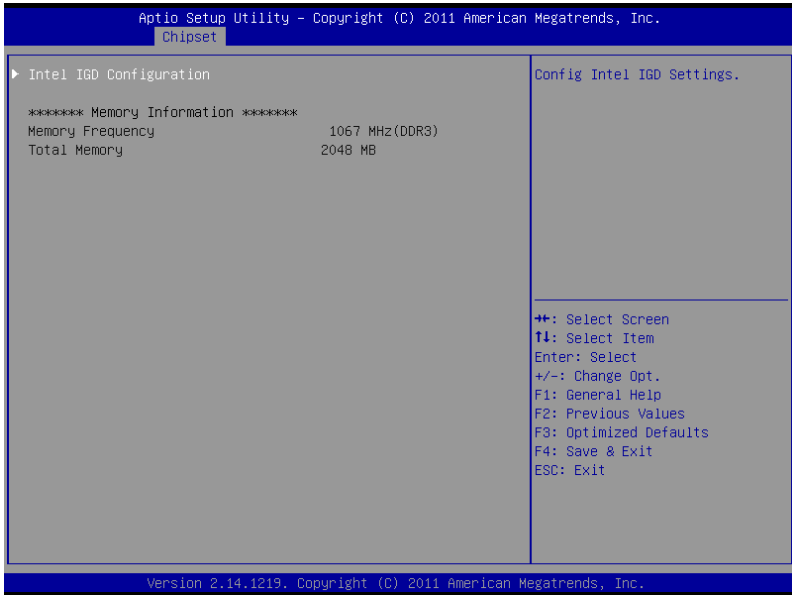 Aptio Setup Utility – Copyright (C) 2011 American Megatrends, Inc.
Chipset
▶ Intel IGD Configuration
******* Memory Information *******
Memory Frequency 1067 MHz(DDR3)
Total Memory 2048 MB
Config Intel IGD Settings.
→←: Select Screen
↑↓: Select Item
Enter: Select
+/-: Change Opt.
F1: General Help
F2: Previous Values
F3: Optimized Defaults
F4: Save & Exit
ESC: Exit
Version 2.14.1219. Copyright (C) 2011 American Megatrends, Inc.